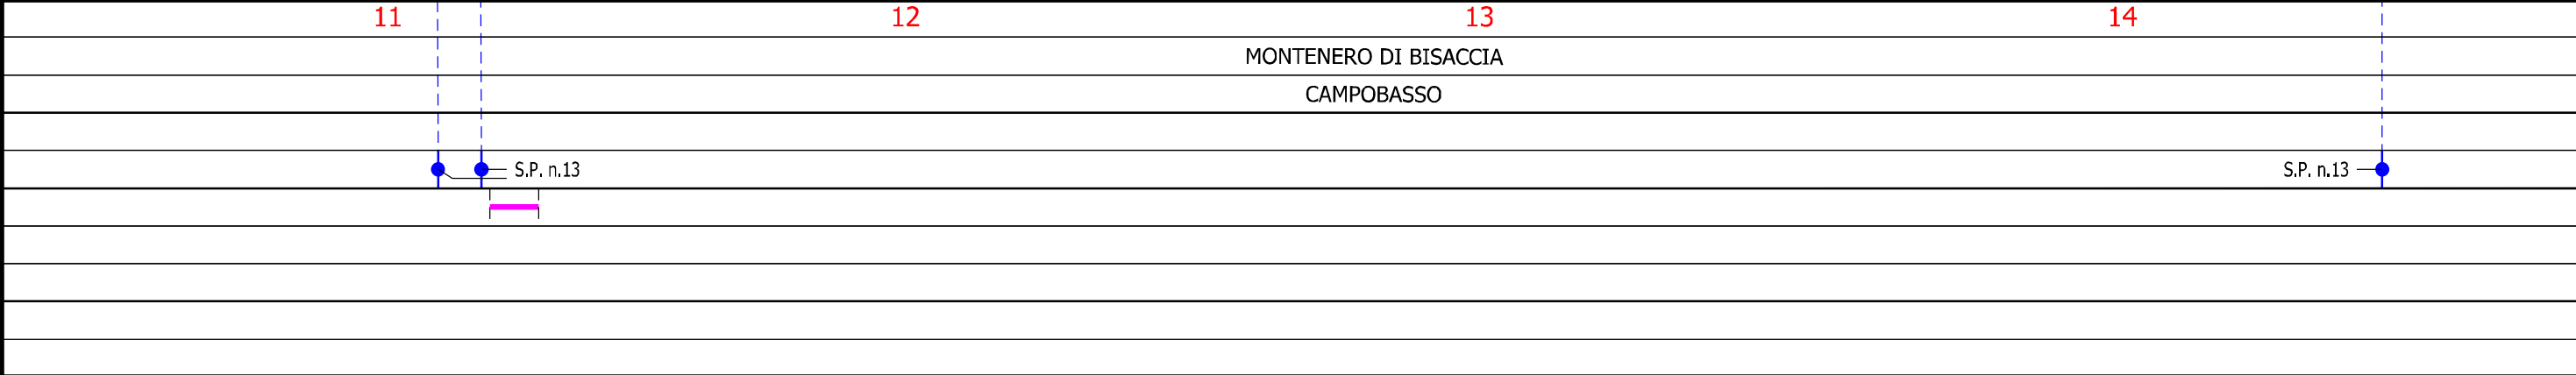 11 12 13 14
MONTENERO DI BISACCIA
CAMPOBASSO
S.P. n.13 S.P. n.13